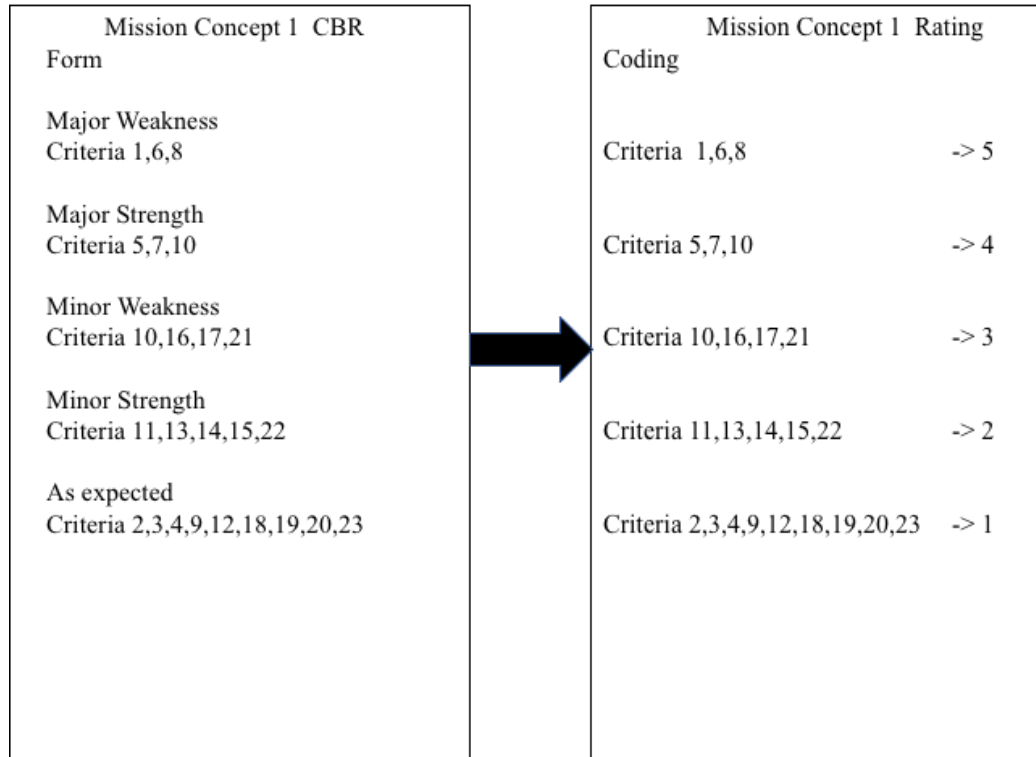 Mission Concept 1 CBR
Form
Major Weakness
Criteria 1,6,8
Major Strength
Criteria 5,7,10
Minor Weakness
Criteria 10,16,17,21
Minor Strength
Criteria 11,13,14,15,22
As expected
Criteria 2,3,4,9,12,18,19,20,23
Mission Concept 1 Rating
Coding
Criteria 1,6,8 -> 5
Criteria 5,7,10 -> 4
Criteria 10,16,17,21 -> 3
Criteria 11,13,14,15,22 -> 2
Criteria 2,3,4,9,12,18,19,20,23 -> 1